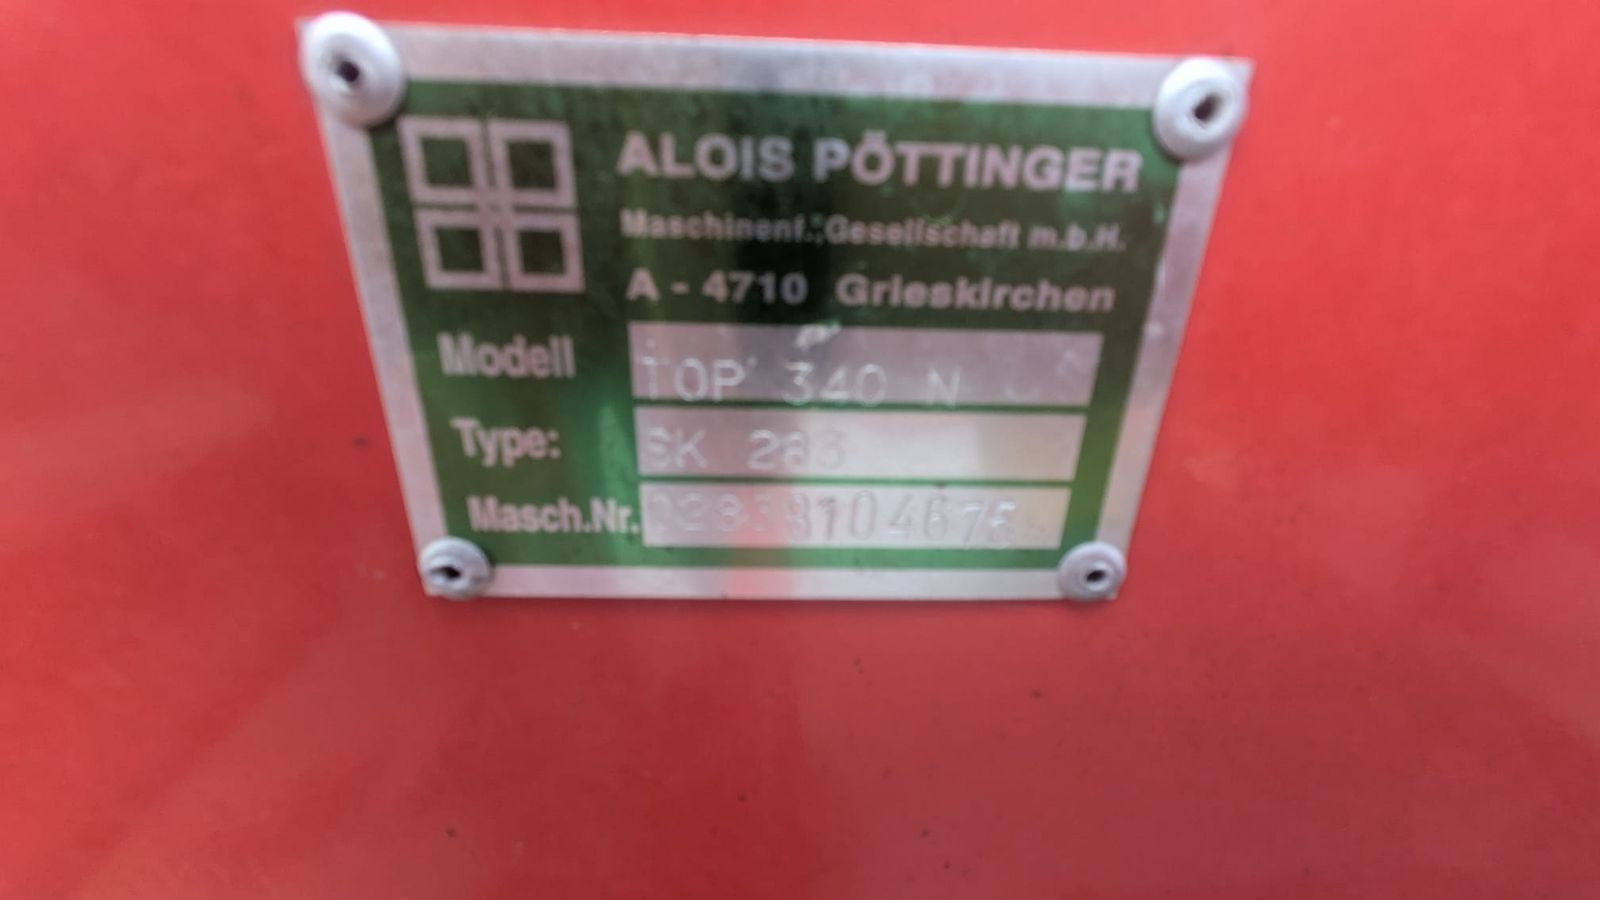 ALOIS PÖTTINGER
Maschinenf. Gesellschaft m.b.H.
A - 4710 Grieskirchen
Modell TOP 340 N
Type: SK 283
Masch.Nr.